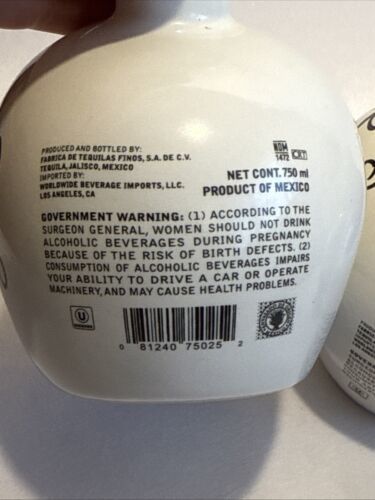 PRODUCED AND BOTTLED BY:
FABRICA DE TEQUILAS FINOS, S.A. DE C.V.
TEQUILA, JALISCO, MEXICO
IMPORTED BY:
WORLDWIDE BEVERAGE IMPORTS, LLC.
LOS ANGELES, CA
NOM
1472 CRT
NET CONT. 750 ml
PRODUCT OF MEXICO
GOVERNMENT WARNING: (1) ACCORDING TO THE
SURGEON GENERAL, WOMEN SHOULD NOT DRINK
ALCOHOLIC BEVERAGES DURING PREGNANCY
BECAUSE OF THE RISK OF BIRTH DEFECTS. (2)
CONSUMPTION OF ALCOHOLIC BEVERAGES IMPAIRS
YOUR ABILITY TO DRIVE A CAR OR OPERATE
MACHINERY, AND MAY CAUSE HEALTH PROBLEMS.
U
0 81240 75025 2